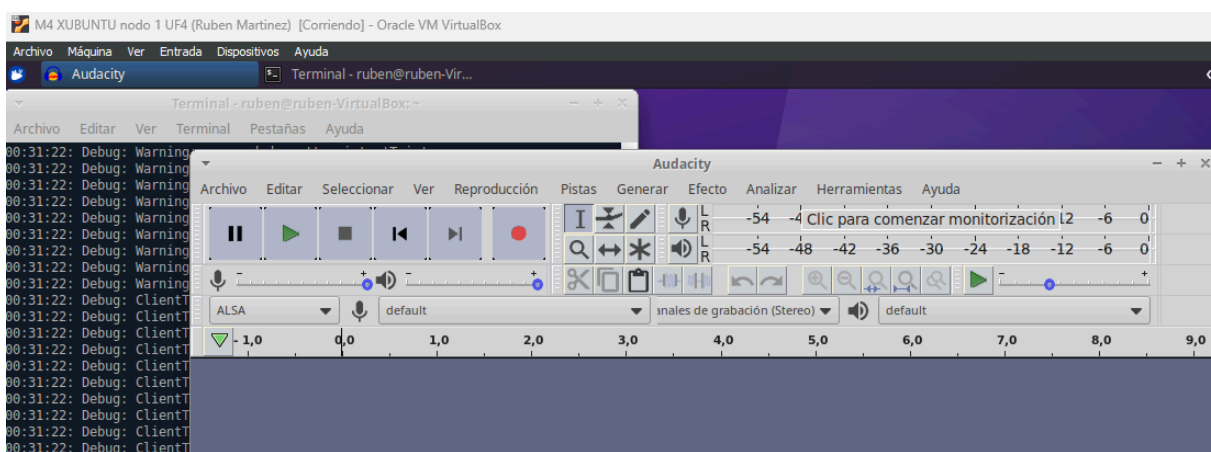 M4 XUBUNTU nodo 1 UF4 (Ruben Martinez) [Corriendo] - Oracle VM VirtualBox
Archivo Máquina Ver Entrada Dispositivos Ayuda
Audacity Terminal - ruben@ruben-Vir...
Terminal - ruben@ruben-VirtualBox: ~
Archivo Editar Ver Terminal Pestañas Ayuda
00:31:22: Debug: Warning
00:31:22: Debug: Warning
00:31:22: Debug: Warning
00:31:22: Debug: Warning
00:31:22: Debug: Warning
00:31:22: Debug: Warning
00:31:22: Debug: Warning
00:31:22: Debug: Warning
00:31:22: Debug: Warning
00:31:22: Debug: ClientT
00:31:22: Debug: ClientT
00:31:22: Debug: ClientT
00:31:22: Debug: ClientT
00:31:22: Debug: ClientT
00:31:22: Debug: ClientT
00:31:22: Debug: ClientT
00:31:22: Debug: ClientT
00:31:22: Debug: ClientT
00:31:22: Debug: ClientT
Audacity
Archivo Editar Seleccionar Ver Reproducción Pistas Generar Efecto Analizar Herramientas Ayuda
L R -54 -4 Clic para comenzar monitorización 12 -6 0
L R -54 -48 -42 -36 -30 -24 -18 -12 -6 0
ALSA default anales de grabación (Stereo) default
- 1,0 0,0 1,0 2,0 3,0 4,0 5,0 6,0 7,0 8,0 9,0